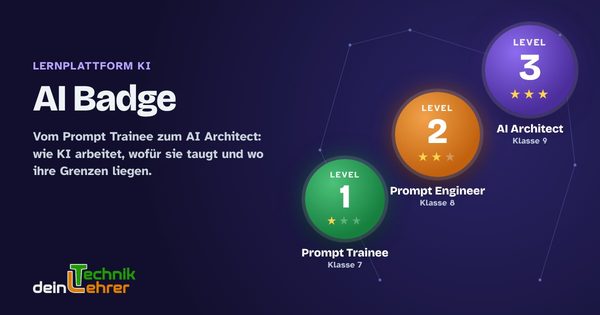 LERNPLATTFORM KI
AI Badge
Vom Prompt Trainee zum AI Architect:
wie KI arbeitet, wofür sie taugt und wo
ihre Grenzen liegen.
LEVEL
1
Prompt Trainee
Klasse 7
LEVEL
2
Prompt Engineer
Klasse 8
LEVEL
3
AI Architect
Klasse 9
Technik
deinLehrer